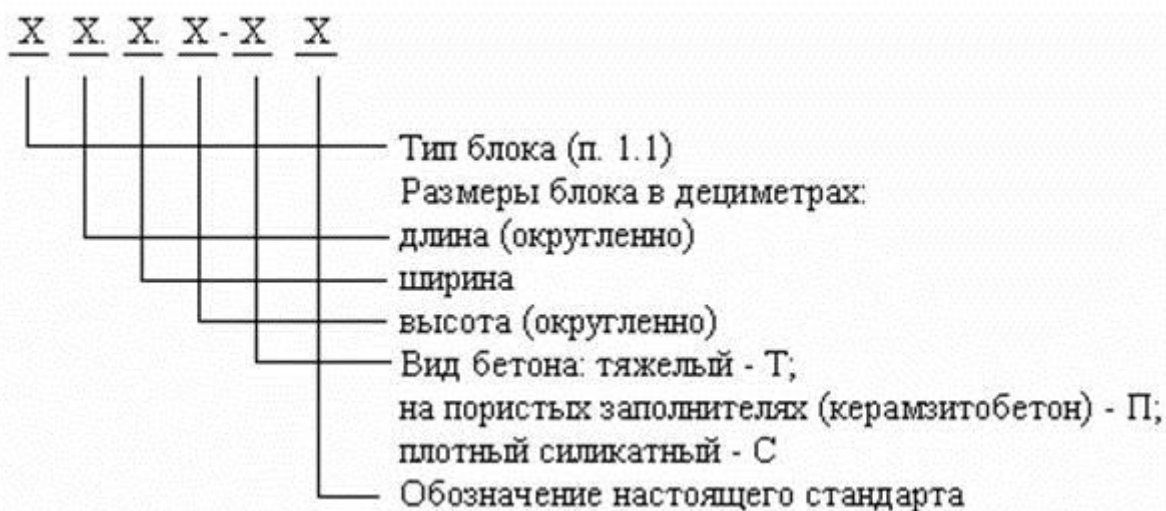 X X. X. X - X X
Тип блока (п. 1.1)
Размеры блока в дециметрах:
длина (округленно)
ширина
высота (округленно)
Вид бетона: тяжелый - Т;
на пористых заполнителях (керамзитобетон) - П;
плотный силикатный - С
Обозначение настоящего стандарта